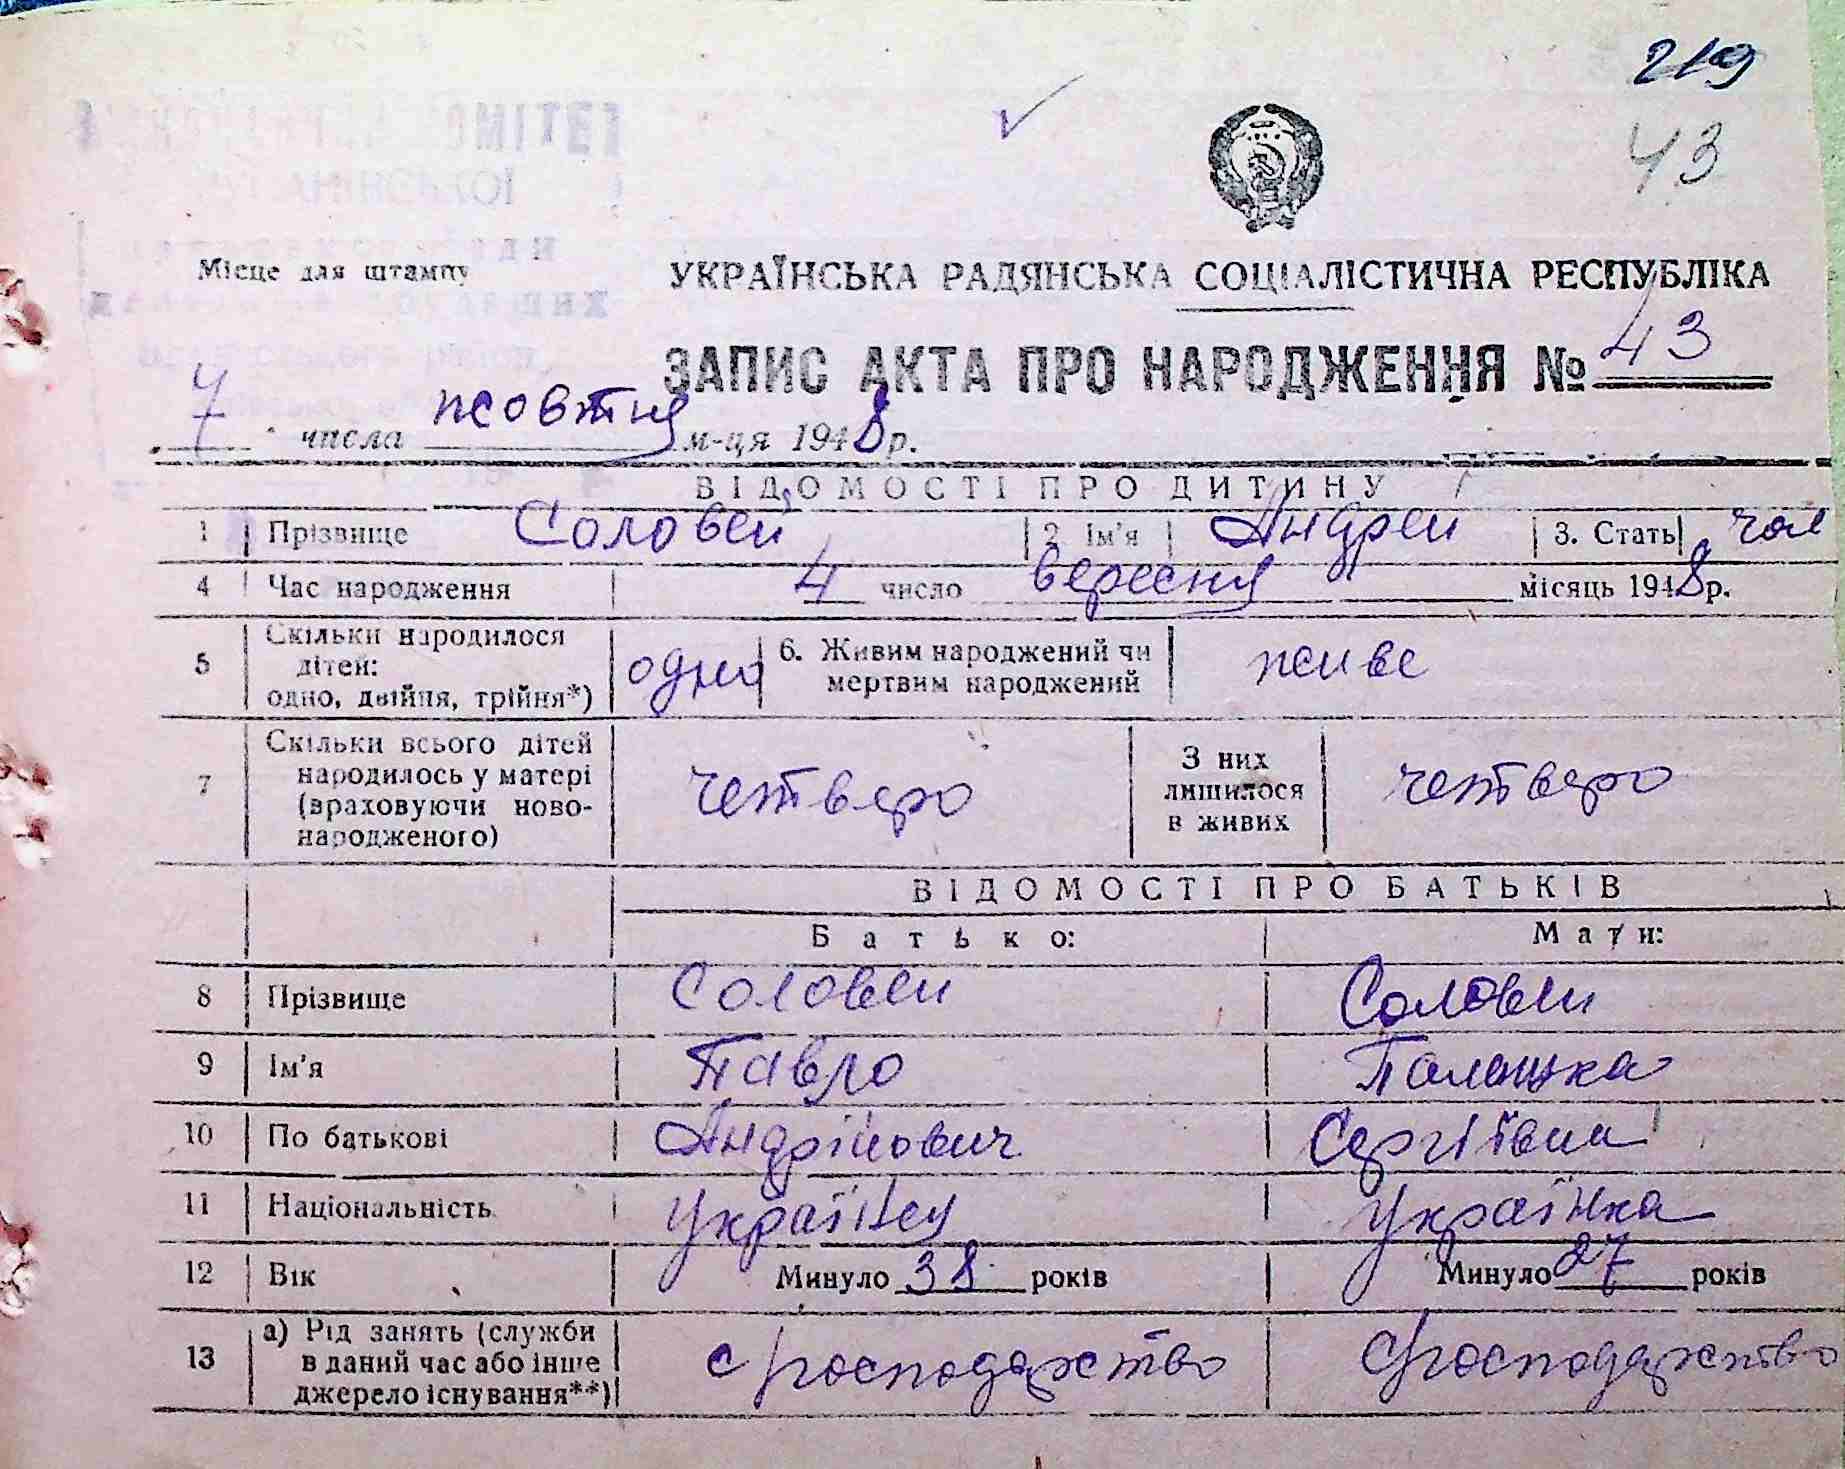 219
43
ОМІТЕТ
Місце для штампу
УКРАЇНСЬКА РАДЯНСЬКА СОЦІАЛІСТИЧНА РЕСПУБЛІКА
ЗАПИС АКТА ПРО НАРОДЖЕННЯ № 43
7 числа жовтня м-ця 1948 р.
ВІДОМОСТІ ПРО ДИТИНУ
1 Прізвище Соловей 2. Ім'я Андрей 3. Стать чол
4 Час народження 4 число вересня місяць 1948 р.
5 Скільки народилося дітей: одно, двійня, трійня*) одно 6. Живим народжений чи мертвим народжений живе
7 Скільки всього дітей народилось у матері (враховуючи новонародженого) четверо З них лишилося в живих четверо
ВІДОМОСТІ ПРО БАТЬКІВ
Батько: Мати:
8 Прізвище Соловей Соловей
9 Ім'я Павло
10 По батькові Андрійович Сергіївна
11 Національність Українец Українка
12 Вік Минуло 38 років Минуло 27 років
13 а) Рід занять (служби в даний час або інше джерело існування**)